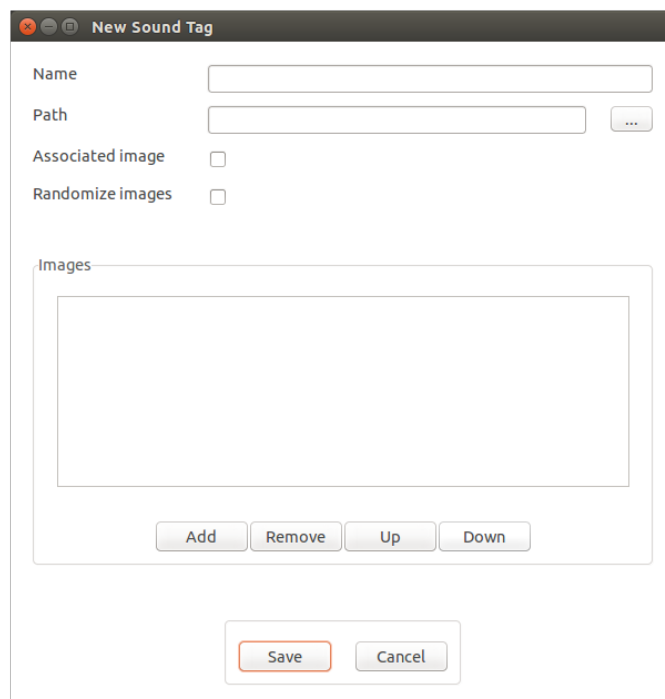 New Sound Tag
Name
Path
...
Associated image
Randomize images
Images
Add Remove Up Down
Save Cancel